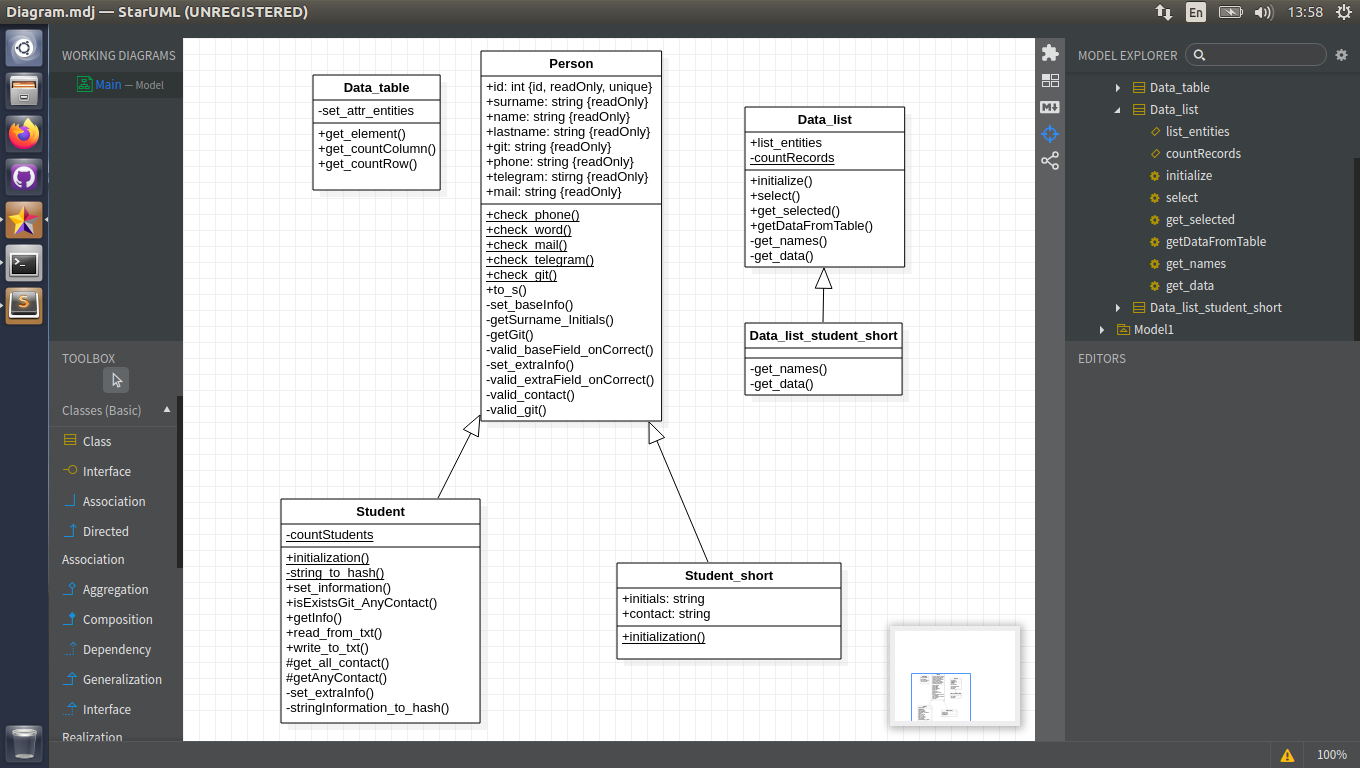 Diagram.mdj — StarUML (UNREGISTERED)
En
13:58
WORKING DIAGRAMS
Main — Model
TOOLBOX
Classes (Basic)
Class
Interface
Association
Directed
Association
Aggregation
Composition
Dependency
Generalization
Interface
Realization
Data_table
-set_attr_entities
+get_element()
+get_countColumn()
+get_countRow()
Person
+id: int {id, readOnly, unique}
+surname: string {readOnly}
+name: string {readOnly}
+lastname: string {readOnly}
+git: string {readOnly}
+phone: string {readOnly}
+telegram: stirng {readOnly}
+mail: string {readOnly}
+check_phone()
+check_word()
+check_mail()
+check_telegram()
+check_git()
+to_s()
-set_baseInfo()
-getSurname_Initials()
-getGit()
-valid_baseField_onCorrect()
-set_extraInfo()
-valid_extraField_onCorrect()
-valid_contact()
-valid_git()
Data_list
+list_entities
-countRecords
+initialize()
+select()
+get_selected()
+getDataFromTable()
-get_names()
-get_data()
Data_list_student_short
-get_names()
-get_data()
Student
-countStudents
+initialization()
-string_to_hash()
+set_information()
+isExistsGit_AnyContact()
+getInfo()
+read_from_txt()
+write_to_txt()
#get_all_contact()
#getAnyContact()
-set_extraInfo()
-stringInformation_to_hash()
Student_short
+initials: string
+contact: string
+initialization()
MODEL EXPLORER
Data_table
Data_list
list_entities
countRecords
initialize
select
get_selected
getDataFromTable
get_names
get_data
Data_list_student_short
Model1
EDITORS
100%